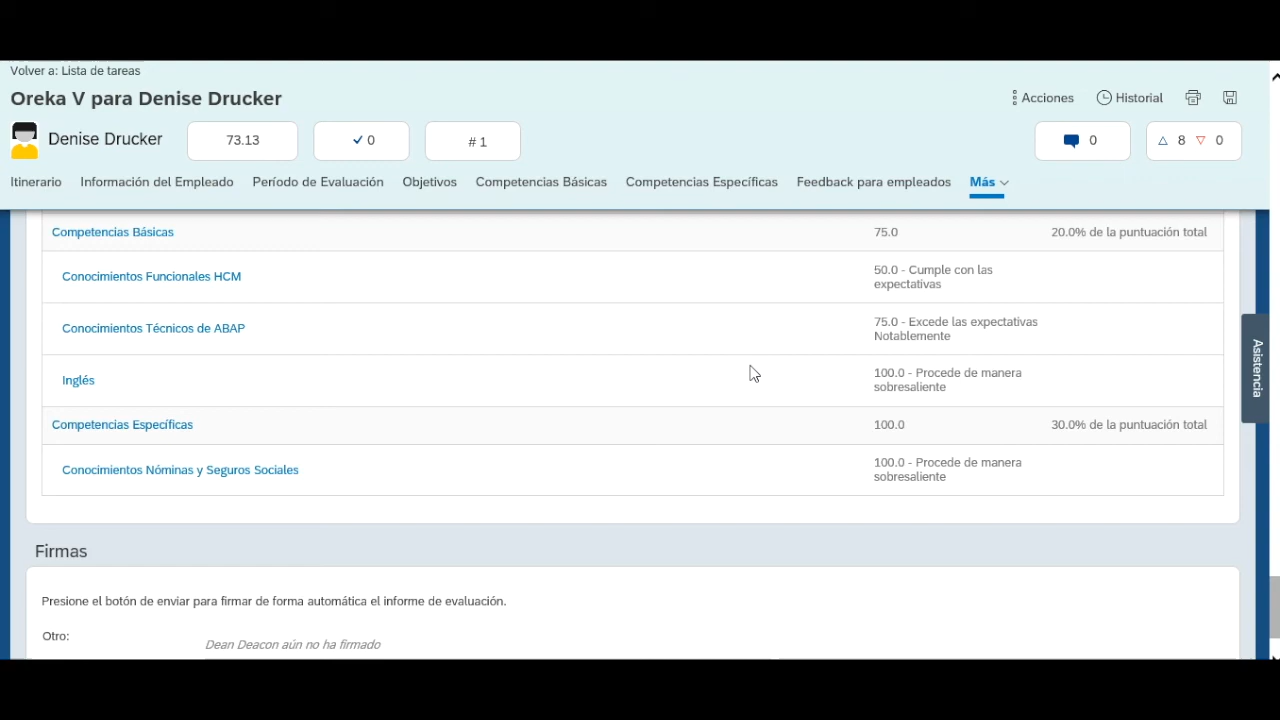 Volver a: Lista de tareas
Oreka V para Denise Drucker
Acciones
Historial
Denise Drucker
73.13
0
# 1
0
8
0
Itinerario
Información del Empleado
Período de Evaluación
Objetivos
Competencias Básicas
Competencias Específicas
Feedback para empleados
Más
Competencias Básicas
75.0
20.0% de la puntuación total
Conocimientos Funcionales HCM
50.0 - Cumple con las
expectativas
Conocimientos Técnicos de ABAP
75.0 - Excede las expectativas
Notablemente
Inglés
100.0 - Procede de manera
sobresaliente
Competencias Específicas
100.0
30.0% de la puntuación total
Conocimientos Nóminas y Seguros Sociales
100.0 - Procede de manera
sobresaliente
Asistencia
Firmas
Presione el botón de enviar para firmar de forma automática el informe de evaluación.
Otro:
Dean Deacon aún no ha firmado